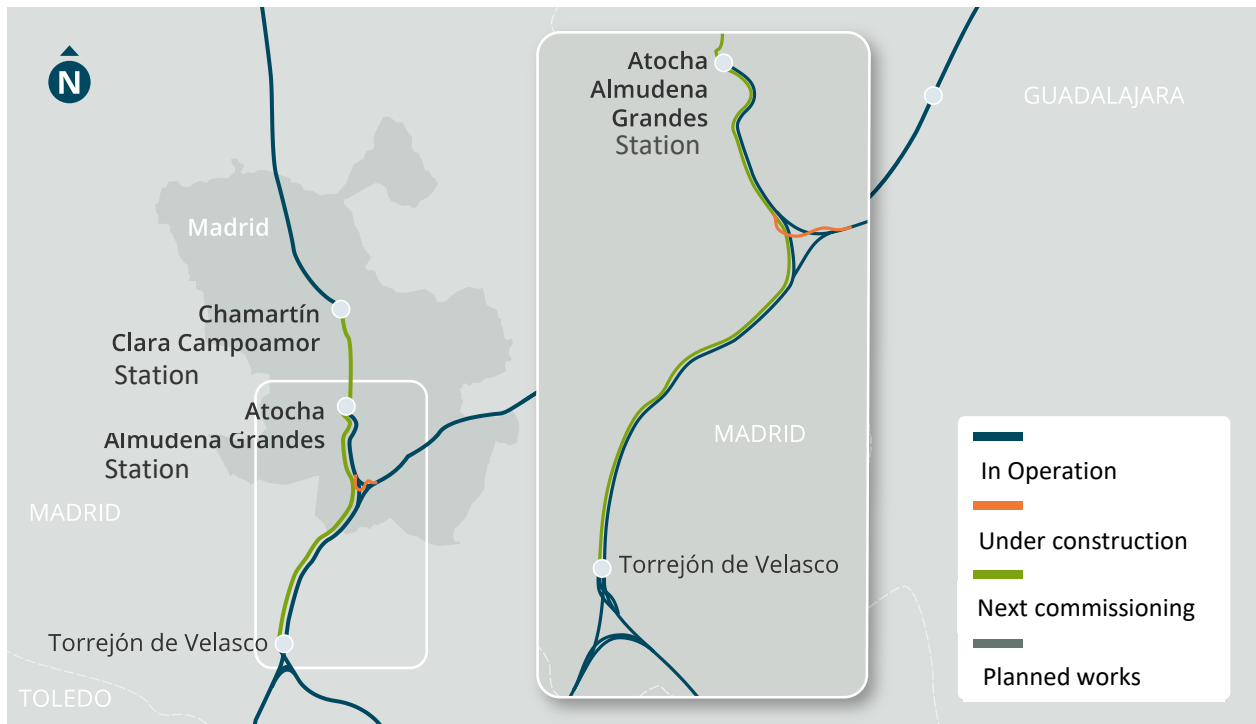 N
Madrid
Chamartín
Clara Campoamor
Station
Atocha
Almudena Grandes
Station
MADRID
Torrejón de Velasco
TOLEDO
Atocha
Almudena
Grandes
Station
MADRID
Torrejón de Velasco
GUADALAJARA
In Operation
Under construction
Next commissioning
Planned works